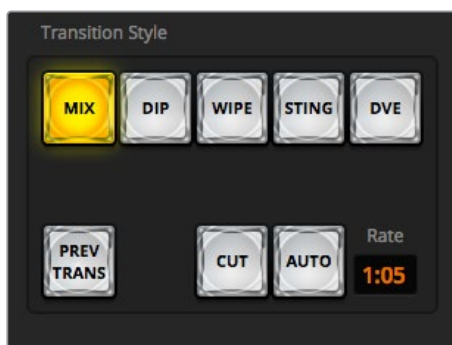 Transition Style
MIX DIP WIPE STING DVE
PREV
TRANS
CUT AUTO
Rate
1:05